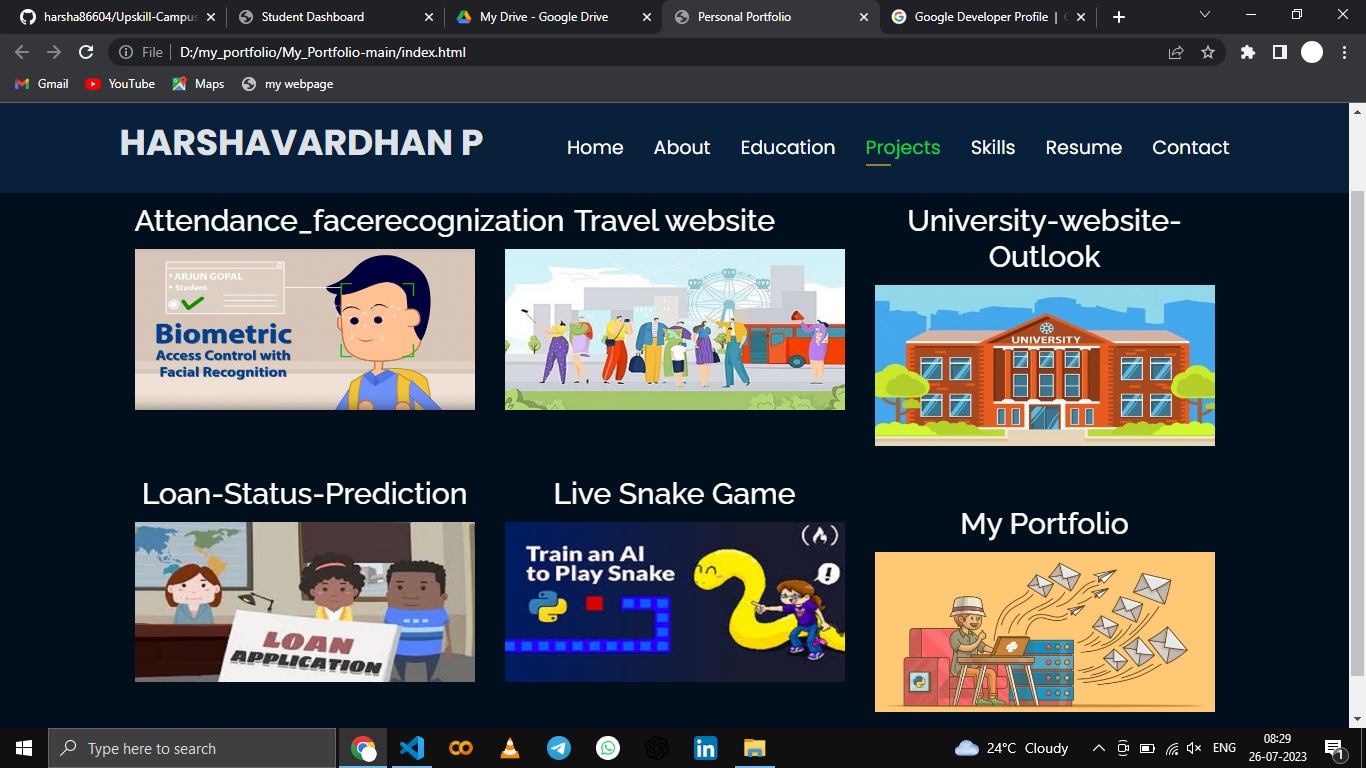 harsha86604/Upskill-Campus
Student Dashboard
My Drive - Google Drive
Personal Portfolio
Google Developer Profile |
File
D:/my_portfolio/My_Portfolio-main/index.html
Gmail
YouTube
Maps
my webpage
HARSHAVARDHAN P
Home
About
Education
Projects
Skills
Resume
Contact
Attendance_facerecognization
Travel website
University-website-
Outlook
• ARJUN GOPAL
• Student
Biometric
Access Control with
Facial Recognition
UNIVERSITY
Loan-Status-Prediction
Live Snake Game
My Portfolio
LOAN
APPLICATION
Train an AI
to Play Snake
Type here to search
24°C Cloudy
ENG
08:29
26-07-2023
1